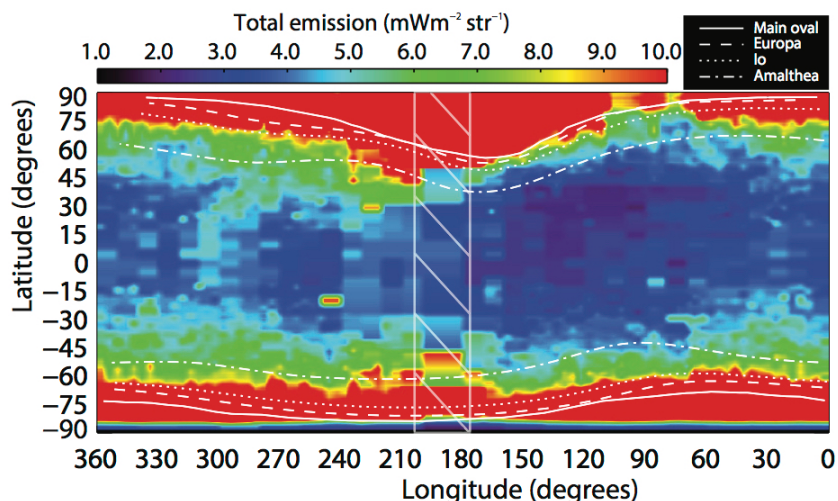 Total emission (mWm−2 str−1)
1.0 2.0 3.0 4.0 5.0 6.0 7.0 8.0 9.0 10.0
Main oval
Europa
Io
Amalthea
Latitude (degrees)
90
75
60
45
30
15
0
−15
−30
−45
−60
−75
−90
360 330 300 270 240 210 180 150 120 90 60 30 0
Longitude (degrees)